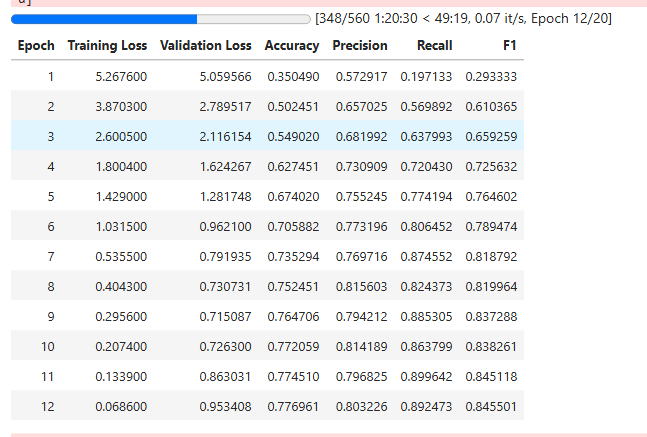 [348/560 1:20:30 < 49:19, 0.07 it/s, Epoch 12/20]
Epoch Training Loss Validation Loss Accuracy Precision Recall F1
1 5.267600 5.059566 0.350490 0.572917 0.197133 0.293333
2 3.870300 2.789517 0.502451 0.657025 0.569892 0.610365
3 2.600500 2.116154 0.549020 0.681992 0.637993 0.659259
4 1.800400 1.624267 0.627451 0.730909 0.720430 0.725632
5 1.429000 1.281748 0.674020 0.755245 0.774194 0.764602
6 1.031500 0.962100 0.705882 0.773196 0.806452 0.789474
7 0.535500 0.791935 0.735294 0.769716 0.874552 0.818792
8 0.404300 0.730731 0.752451 0.815603 0.824373 0.819964
9 0.295600 0.715087 0.764706 0.794212 0.885305 0.837288
10 0.207400 0.726300 0.772059 0.814189 0.863799 0.838261
11 0.133900 0.863031 0.774510 0.796825 0.899642 0.845118
12 0.068600 0.953408 0.776961 0.803226 0.892473 0.845501